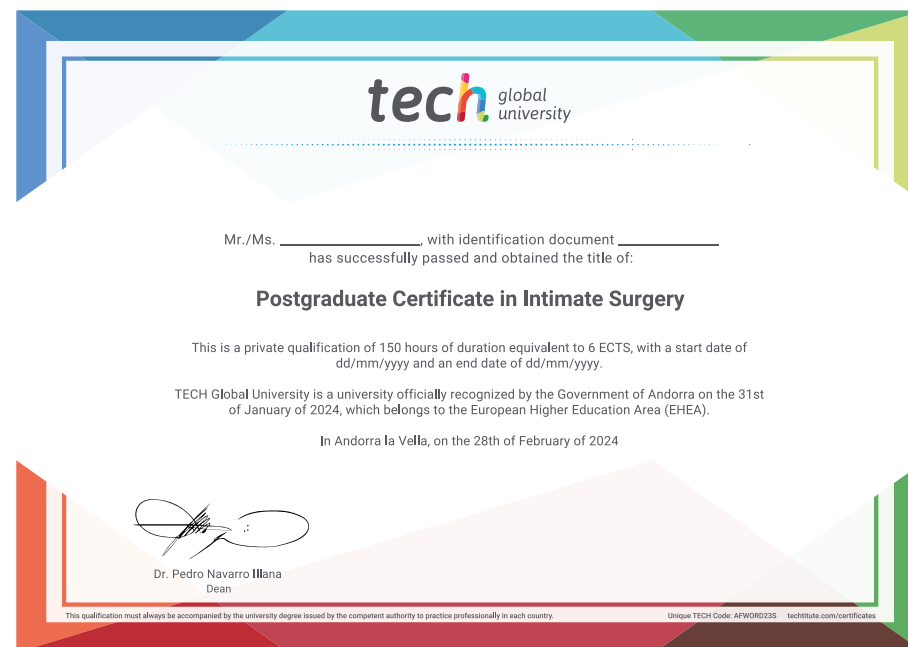 tech global university
Mr./Ms. ____________, with identification document ____________
has successfully passed and obtained the title of:
Postgraduate Certificate in Intimate Surgery
This is a private qualification of 150 hours of duration equivalent to 6 ECTS, with a start date of
dd/mm/yyyy and an end date of dd/mm/yyyy.
TECH Global University is a university officially recognized by the Government of Andorra on the 31st
of January of 2024, which belongs to the European Higher Education Area (EHEA).
In Andorra la Vella, on the 28th of February of 2024
Dr. Pedro Navarro Illana
Dean
This qualification must always be accompanied by the university degree issued by the competent authority to practice professionally in each country.
Unique TECH Code: AFWORD23S techtitute.com/certificates